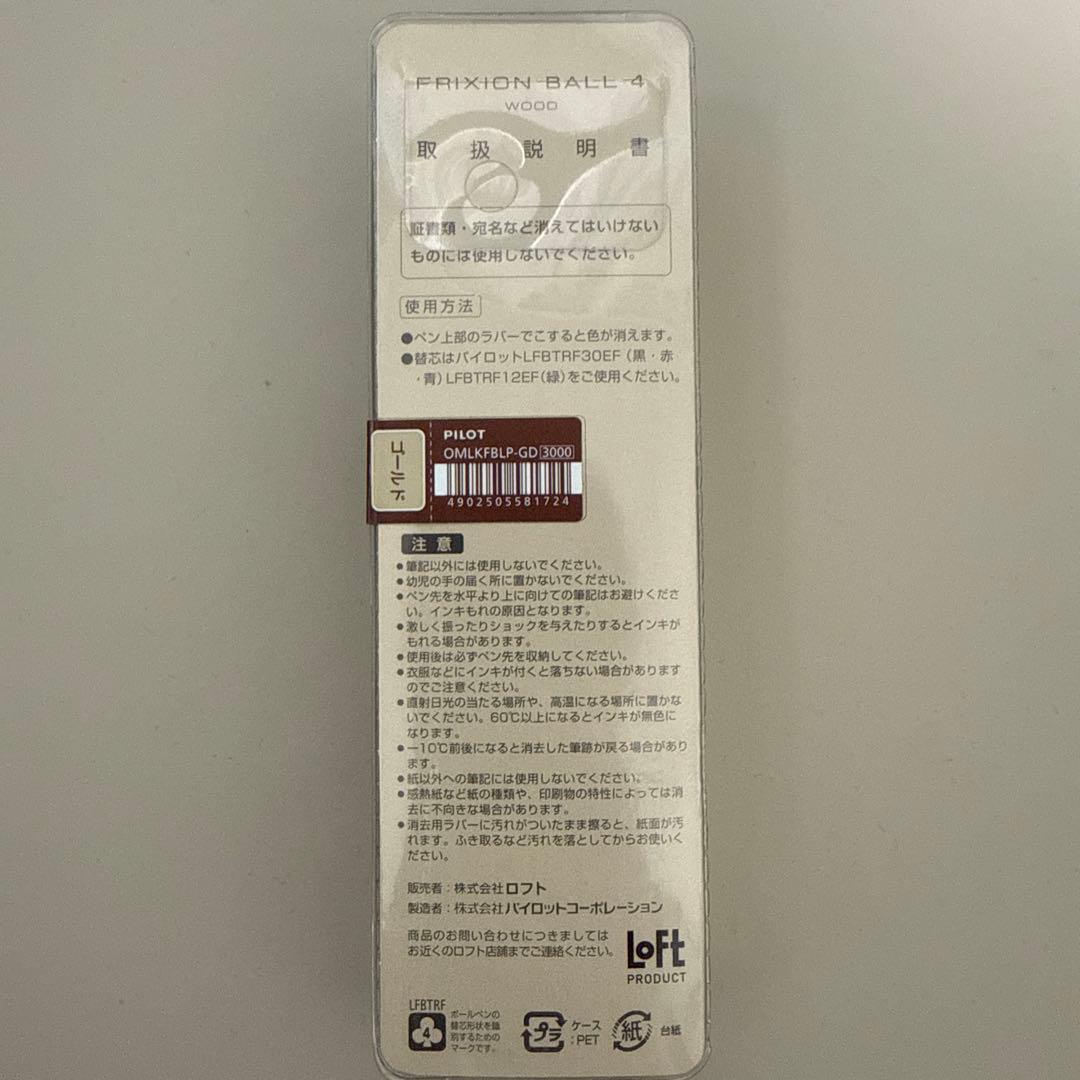 FRIXION BALL 4
WOOD
取扱説明書
証書類・宛名など消えてはいけない
ものには使用しないでください。
使用方法
●ペン上部のラバーでこすると色が消えます。
●替芯はパイロットLFBTRF30EF（黒・赤
・青）LFBTRF12EF（緑）をご使用ください。
ゴールド
PILOT
OMLKFBLP-GD 3000
4902505581724
注意
●筆記以外には使用しないでください。
●幼児の手の届く所に置かないでください。
●ペン先を水平より上に向けての筆記はお避けくださ
い。インキもれの原因となります。
●激しく振ったりショックを与えたりするとインキが
もれる場合があります。
●使用後は必ずペン先を収納してください。
●衣服などにインキが付くと落ちない場合があります
のでご注意ください。
●直射日光の当たる場所や、高温になる場所に置かな
いでください。60℃以上になるとインキが無色に
なります。
●−10℃前後になると消去した筆跡が戻る場合があり
ます。
●紙以外への筆記には使用しないでください。
●感熱紙など紙の種類や、印刷物の特性によっては消
去に不向きな場合があります。
●消去用ラバーに汚れがついたまま擦ると、紙面が汚
れます。ふき取るなど汚れを落としてからお使いく
ださい。
販売者：株式会社ロフト
製造者：株式会社パイロットコーポレーション
商品のお問い合わせにつきましては
お近くのロフト店舗までご連絡ください。
LoFt
PRODUCT
LFBTRF
4
ボールペンの
替芯形状を識
別するための
マークです。
プラ
ケース
:PET
紙
台紙